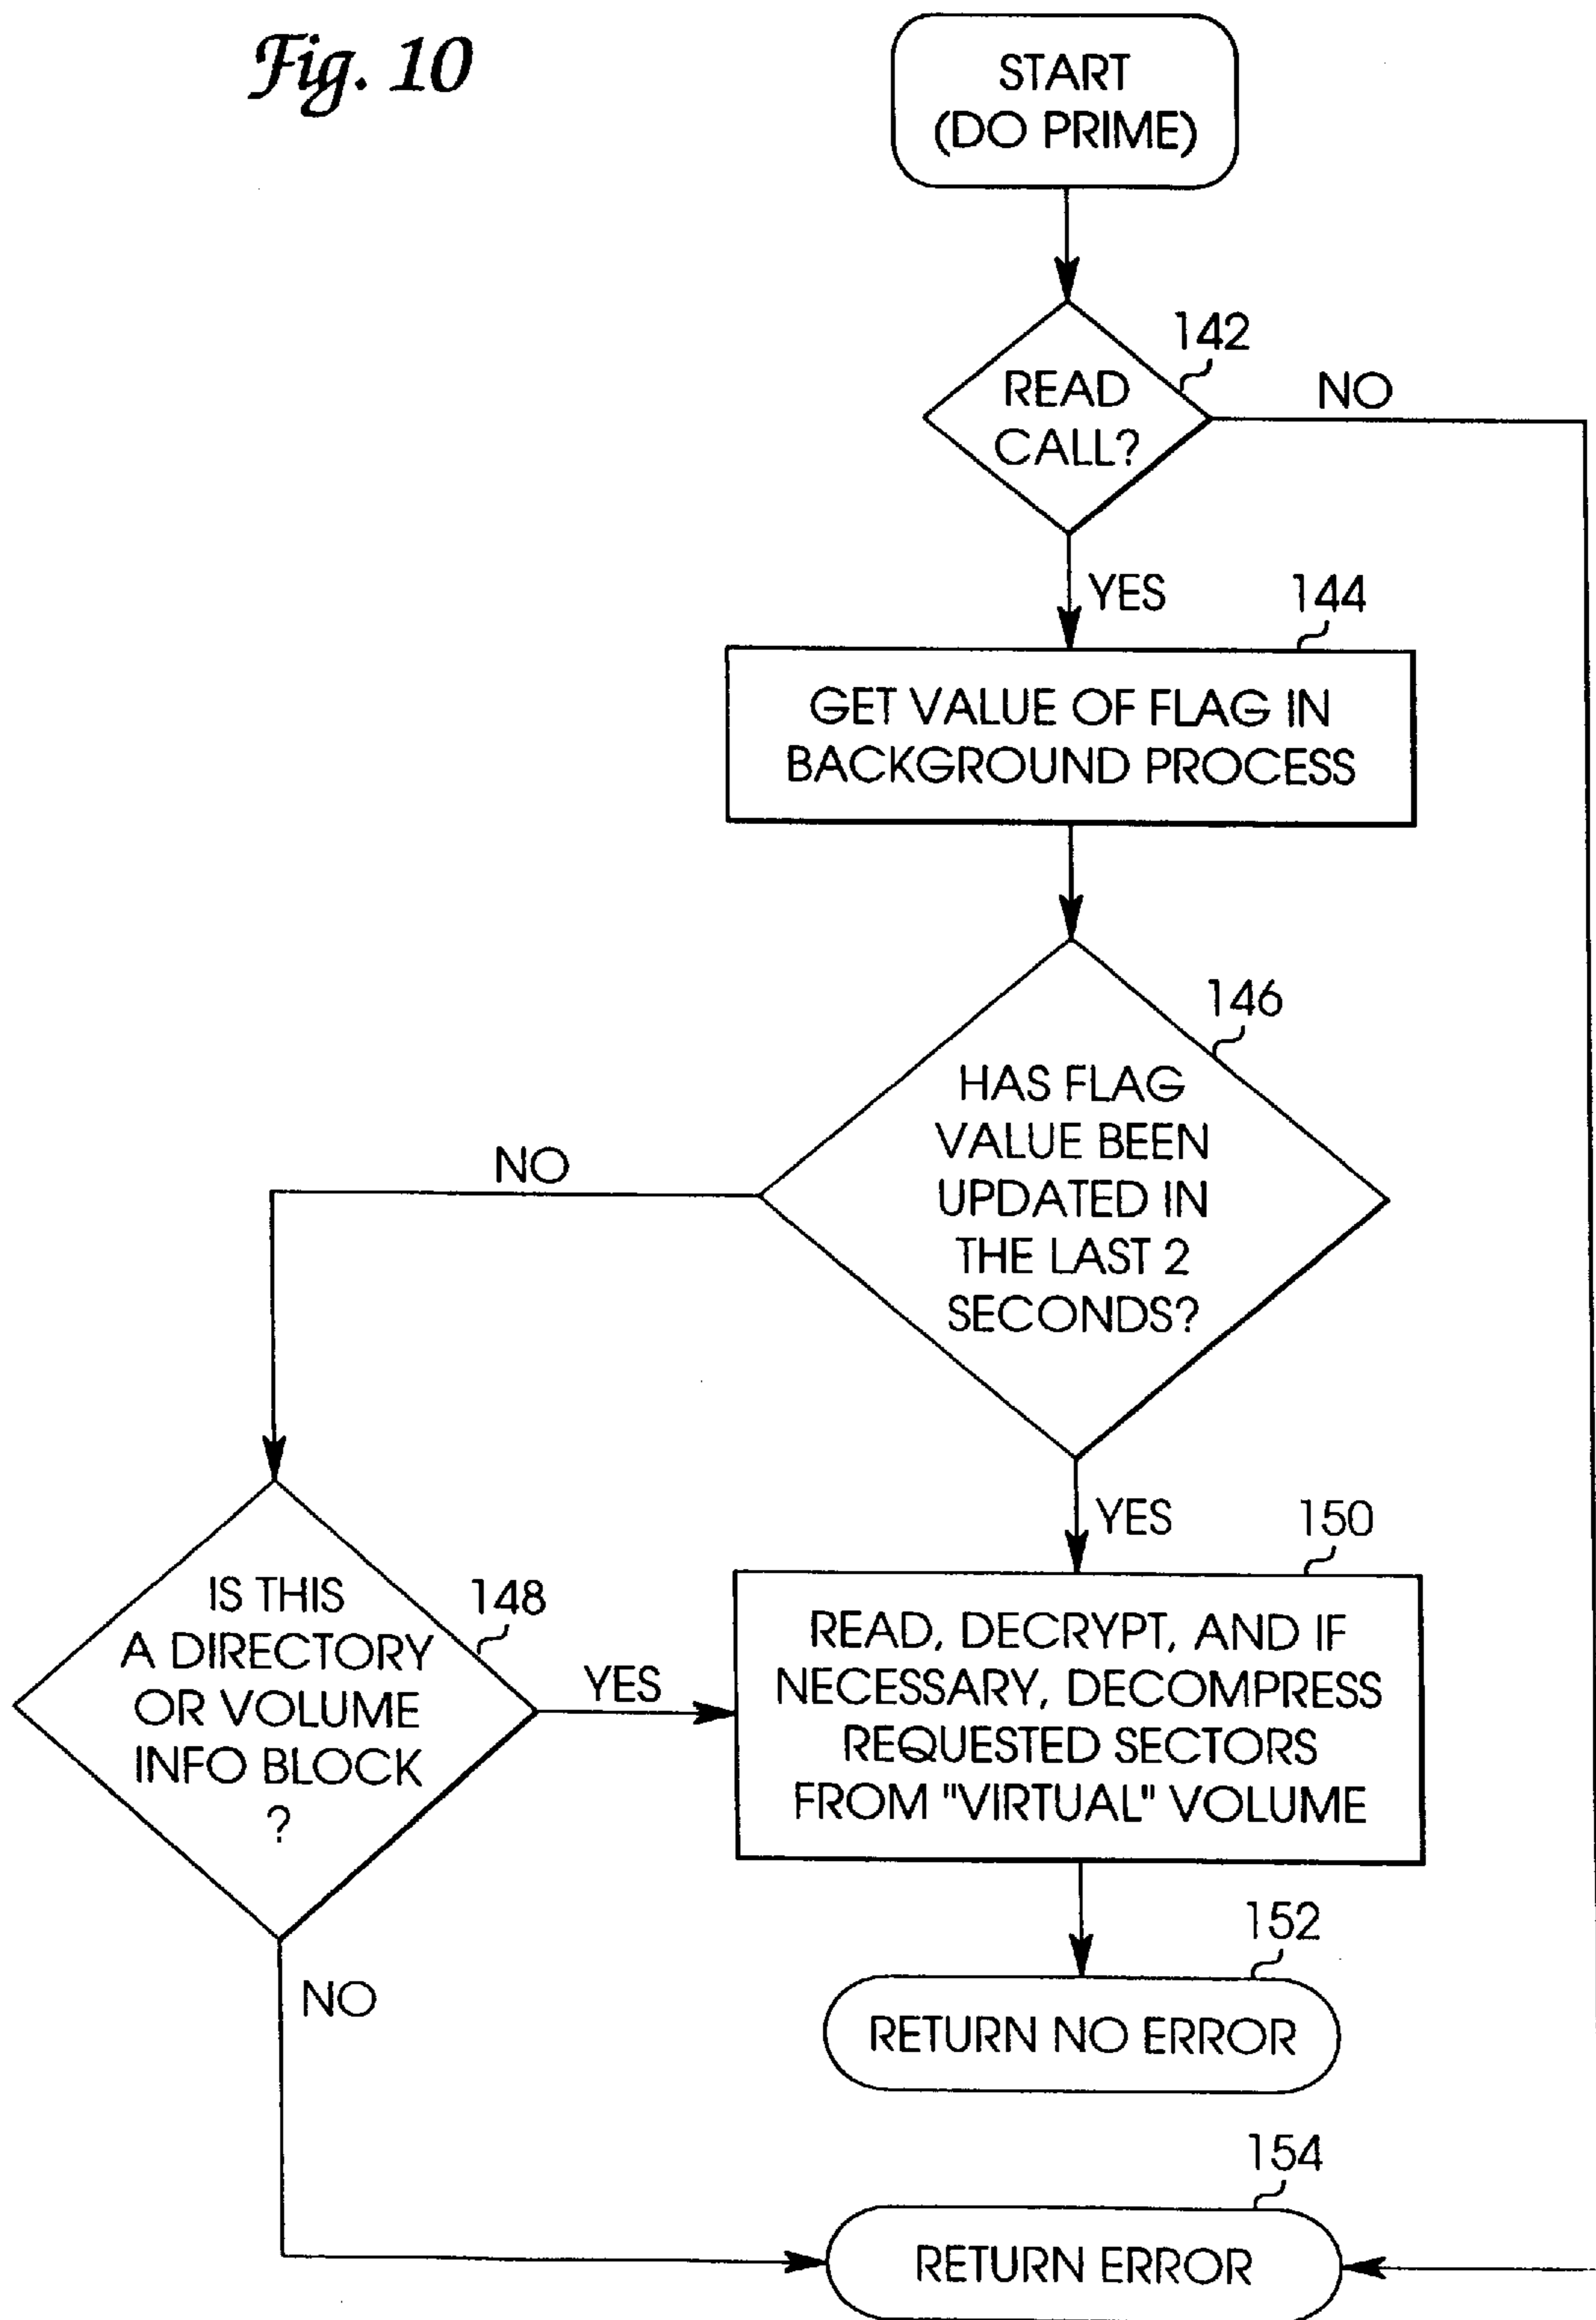 Fig. 10
START
(DO PRIME)
142
READ
CALL?
NO
YES
144
GET VALUE OF FLAG IN
BACKGROUND PROCESS
146
HAS FLAG
VALUE BEEN
UPDATED IN
THE LAST 2
SECONDS?
NO
YES
148
IS THIS
A DIRECTORY
OR VOLUME
INFO BLOCK
?
YES
NO
150
READ, DECRYPT, AND IF
NECESSARY, DECOMPRESS
REQUESTED SECTORS
FROM "VIRTUAL" VOLUME
152
RETURN NO ERROR
154
RETURN ERROR